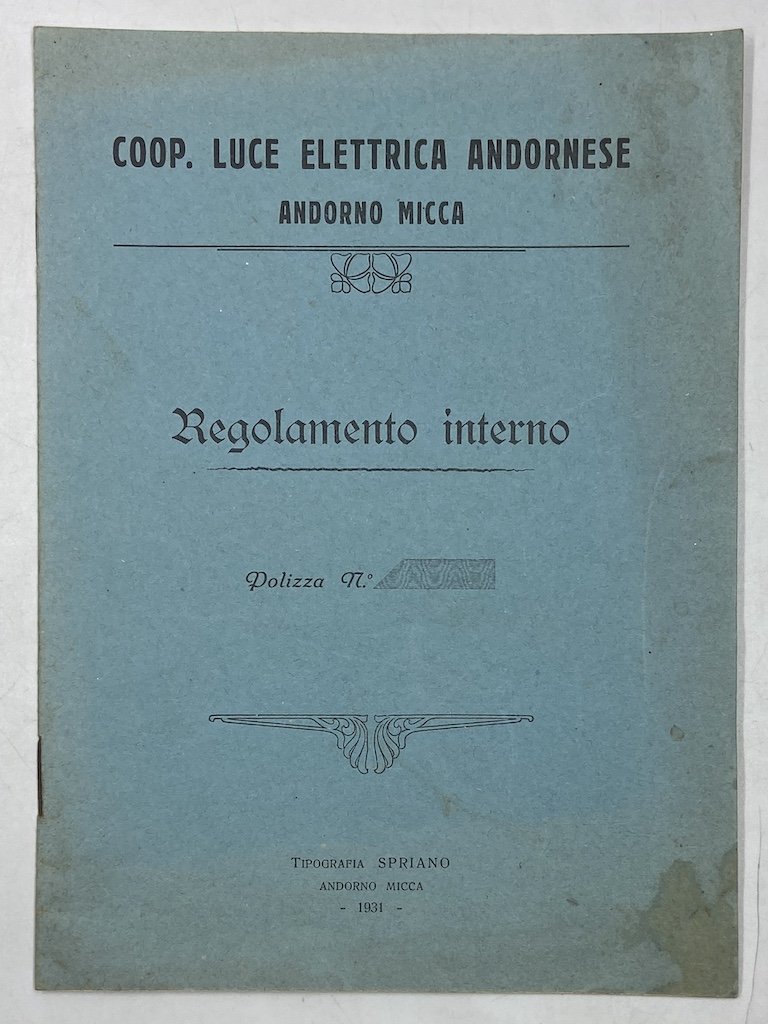 COOP. LUCE ELETTRICA ANDORNESE
ANDORNO MICCA
Regolamento interno
Polizza N.º
TIPOGRAFIA SPRIANO
ANDORNO MICCA
- 1931 -